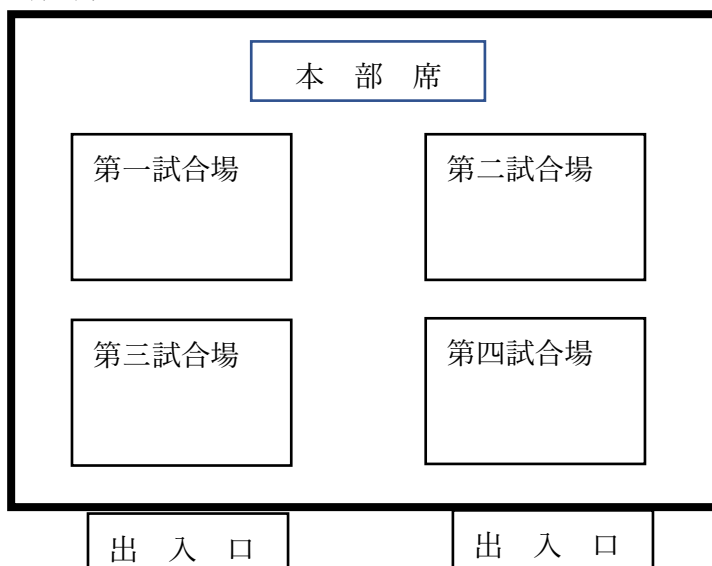 本 部 席
第一試合場
第二試合場
第三試合場
第四試合場
出 入 口
出 入 口